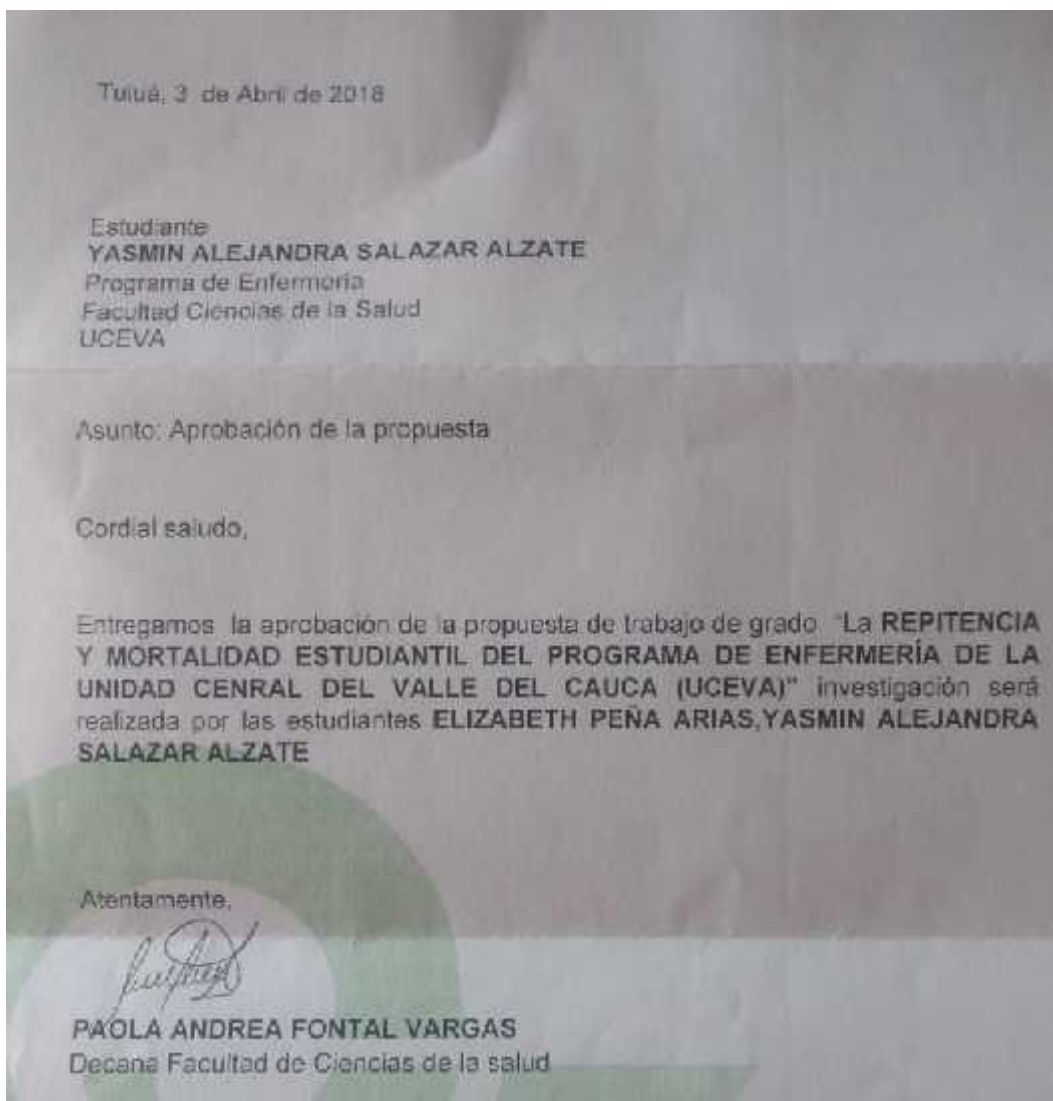 Tuluá, 3 de Abril de 2018
Estudiante
YASMIN ALEJANDRA SALAZAR ALZATE
Programa de Enfermería
Facultad Ciencias de la Salud
UCEVA
Asunto: Aprobación de la propuesta
Cordial saludo,
Entregamos la aprobación de la propuesta de trabajo de grado "La REPITENCIA
Y MORTALIDAD ESTUDIANTIL DEL PROGRAMA DE ENFERMERÍA DE LA
UNIDAD CENRAL DEL VALLE DEL CAUCA (UCEVA)" investigación será
realizada por las estudiantes ELIZABETH PEÑA ARIAS,YASMIN ALEJANDRA
SALAZAR ALZATE
Atentamente,
PAOLA ANDREA FONTAL VARGAS
Decana Facultad de Ciencias de la salud